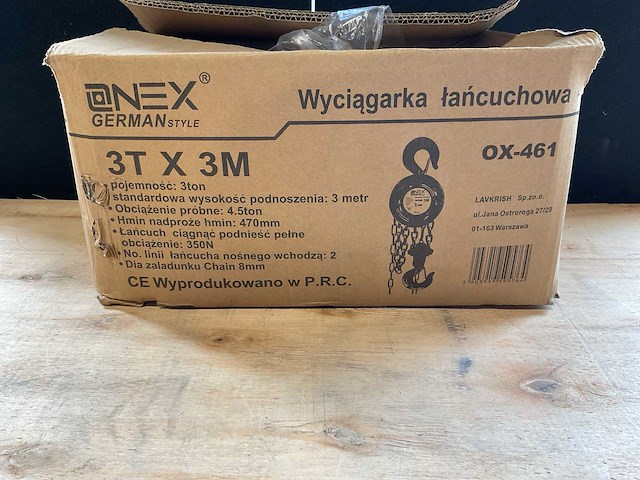 ONEX®
GERMAN STYLE
Wyciągarka łańcuchowa
OX-461
3T X 3M
pojemność: 3ton
standardowa wysokość podnoszenia: 3 metr
• Obciążenie próbne: 4.5ton
• Hmin nadproże hmin: 470mm
• Łańcuch ciągnąć podnieść pełne
obciążenie: 350N
• No. linii łańcucha nośnego wchodzą: 2
• Dia zaladunku Chain 8mm
CE Wyprodukowano w P.R.C.
LAVKRISH Sp.zo.o.
ul.Jana Ostroroga 27/29
01-163 Warszawa